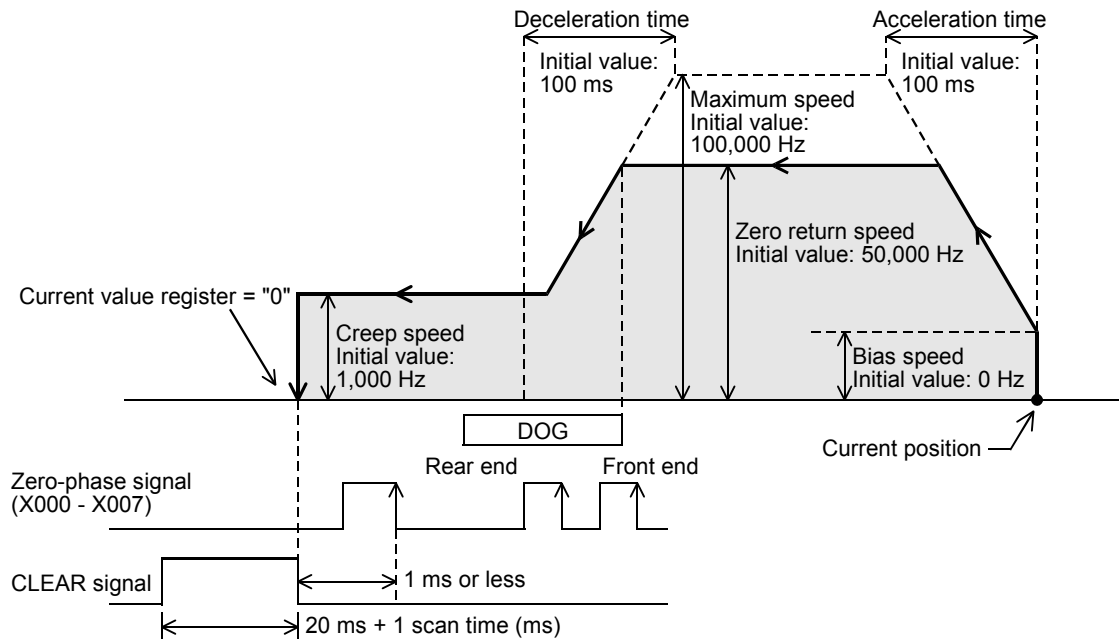 Deceleration time
Acceleration time
Initial value:
100 ms
Initial value:
100 ms
Maximum speed
Initial value:
100,000 Hz
Zero return speed
Initial value: 50,000 Hz
Current value register = "0"
Creep speed
Initial value:
1,000 Hz
Bias speed
Initial value: 0 Hz
DOG
Current position
Rear end
Front end
Zero-phase signal
(X000 - X007)
CLEAR signal
1 ms or less
20 ms + 1 scan time (ms)